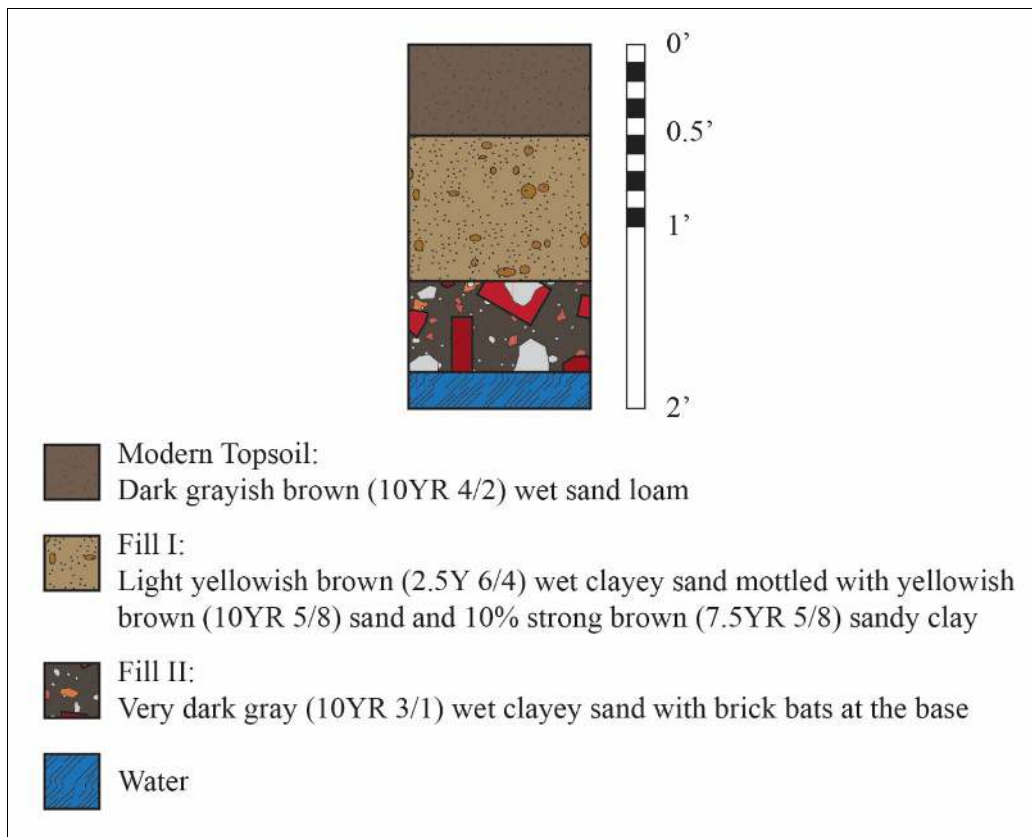 0’
0.5’
1’
2’
Modern Topsoil:
Dark grayish brown (10YR 4/2) wet sand loam
Fill I:
Light yellowish brown (2.5Y 6/4) wet clayey sand mottled with yellowish
brown (10YR 5/8) sand and 10% strong brown (7.5YR 5/8) sandy clay
Fill II:
Very dark gray (10YR 3/1) wet clayey sand with brick bats at the base
Water